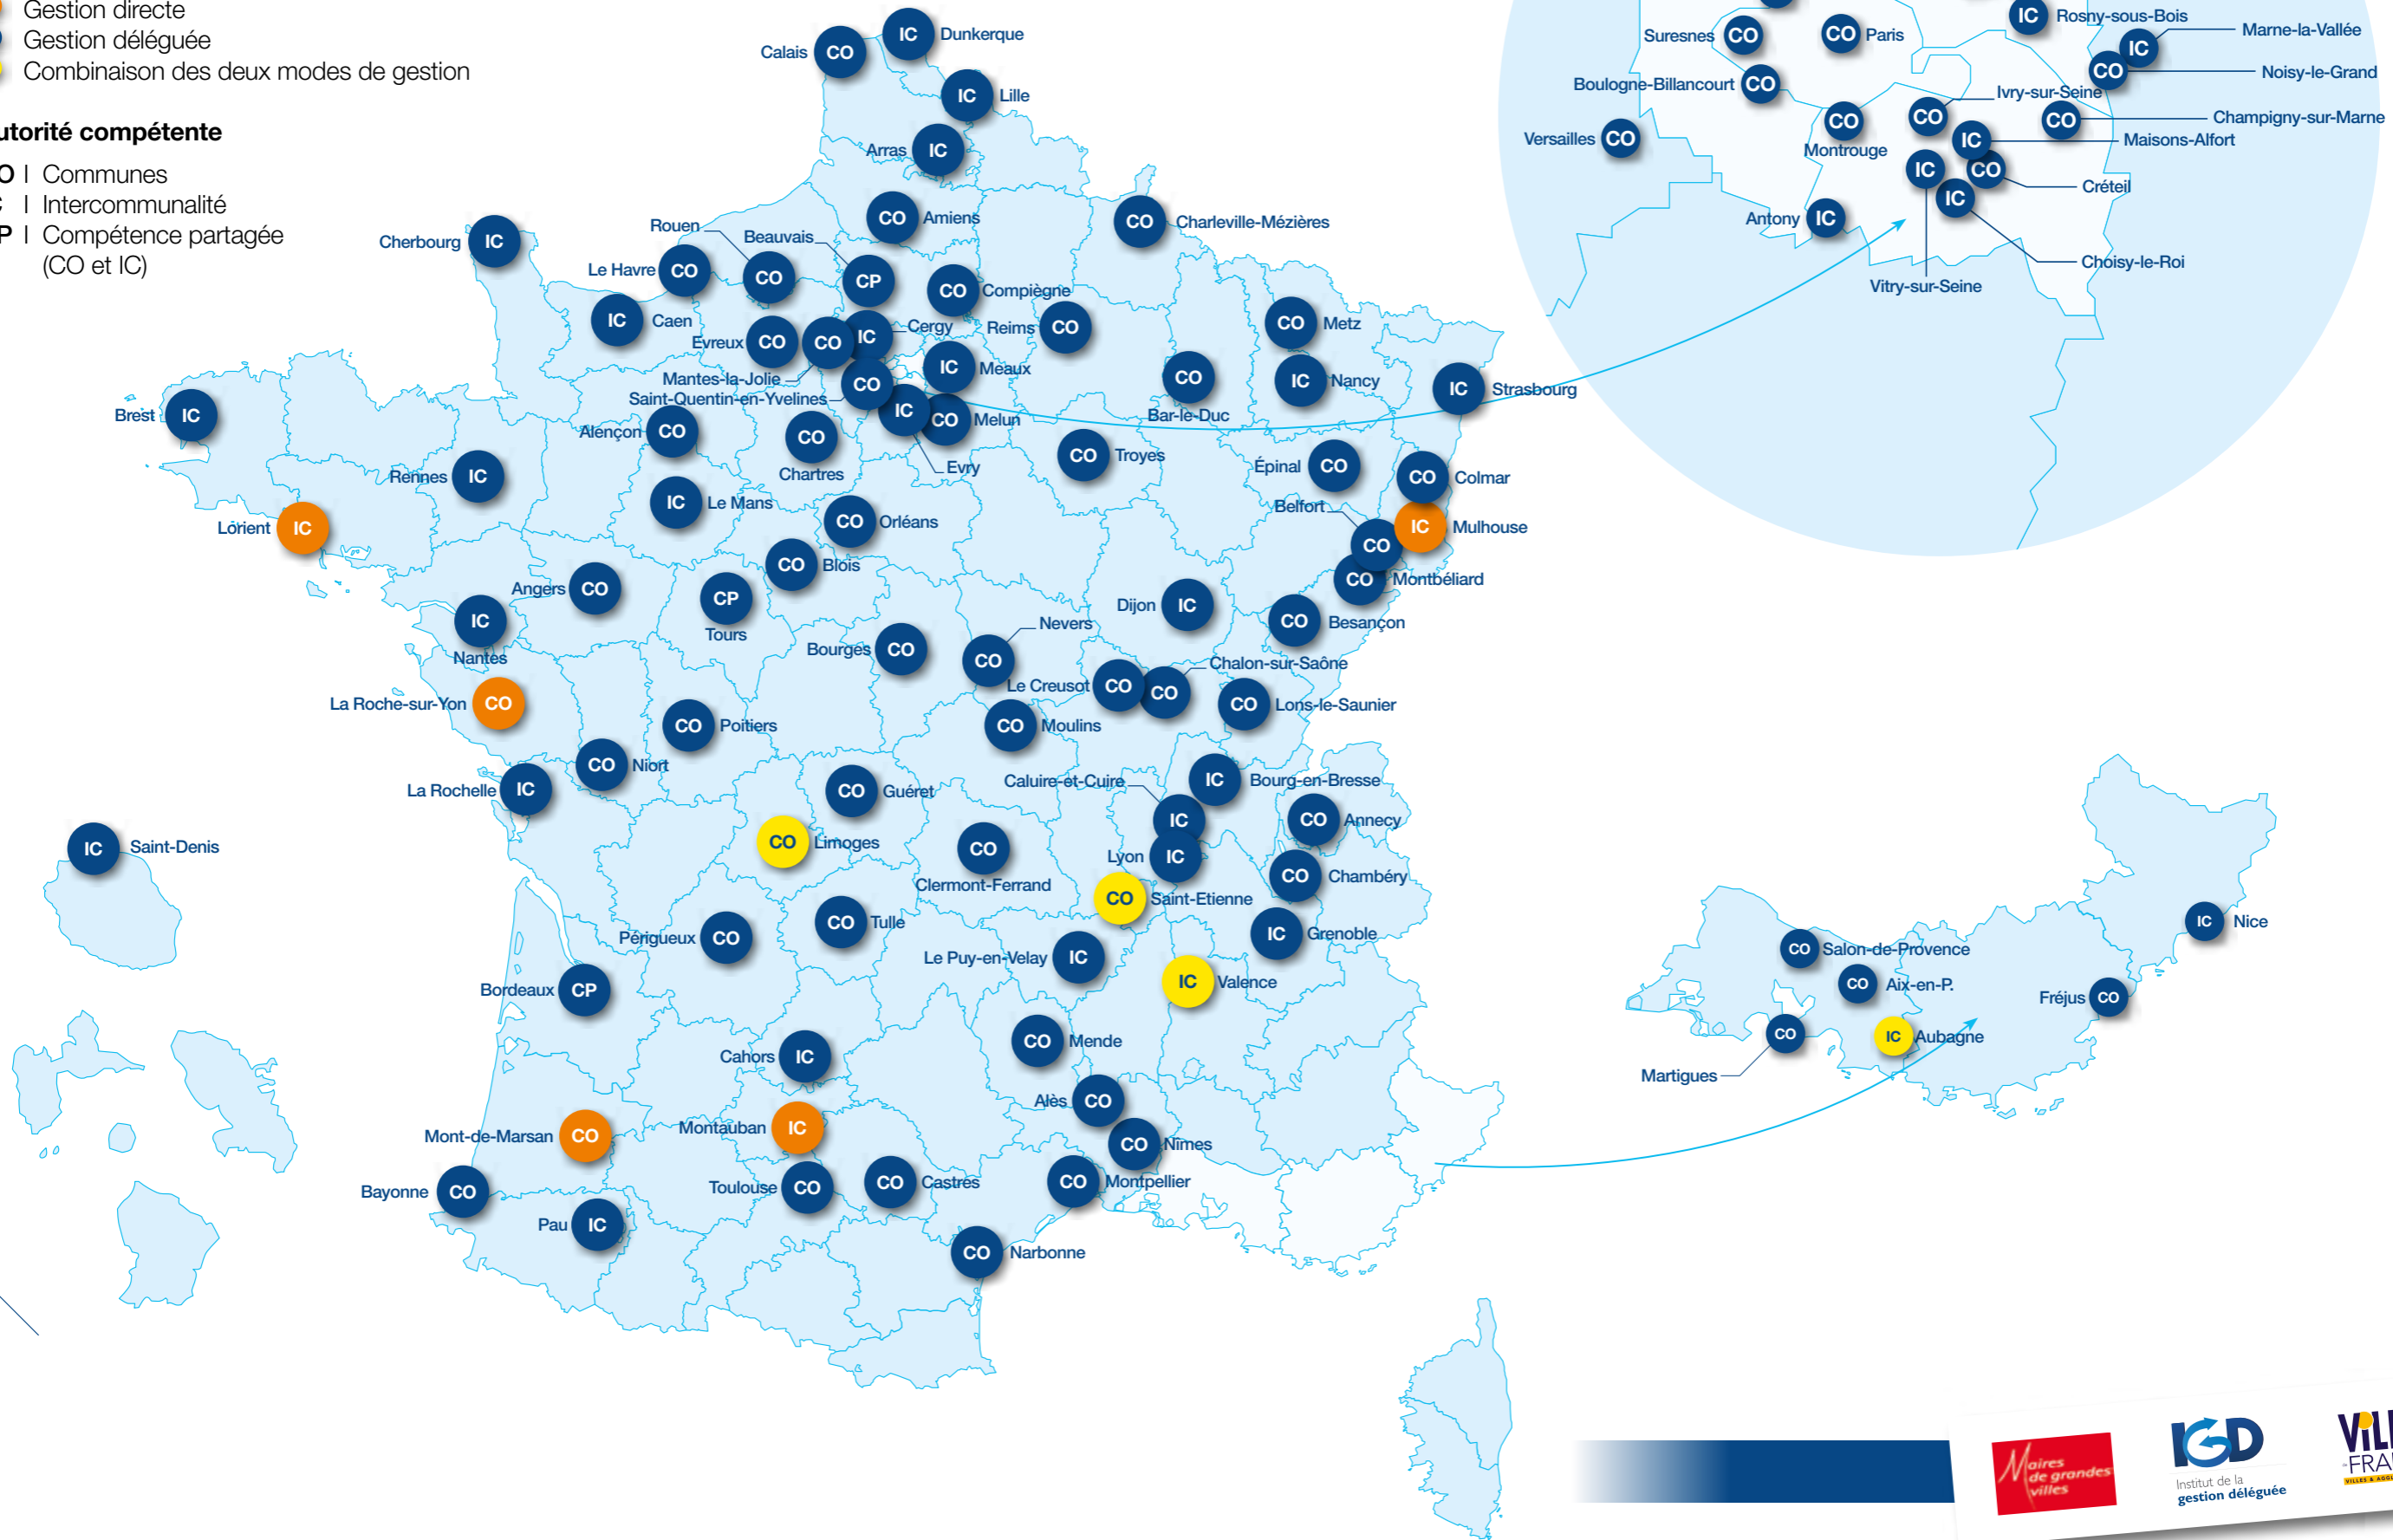 Gestion directe
Gestion déléguée
Combinaison des deux modes de gestion
utorité compétente
O | Communes
| Intercommunalité
P | Compétence partagée
(CO et IC)
Calais CO
IC Dunkerque
IC Lille
Arras IC
CO Amiens
CO Charleville-Mézières
Cherbourg IC
Rouen CO
Beauvais CP
Le Havre CO
CO Compiègne
IC Caen
Evreux CO
Mantes-la-Jolie CO
IC Cergy
Reims CO
CO Metz
IC Meaux
Saint-Quentin-en-Yvelines CO
CO Bar-le-Duc
IC Nancy
IC Strasbourg
Brest IC
Alençon CO
CO Chartres
IC Evry
CO Melun
CO Troyes
Épinal CO
CO Colmar
Rennes IC
IC Le Mans
CO Orléans
Belfort CO
IC Mulhouse
Lorient IC
CO Blois
CO Montbéliard
Angers CO
CP Tours
Dijon IC
CO Besançon
IC Nantes
Bourges CO
Nevers CO
Le Creusot CO
CO Chalon-sur-Saône
CO Lons-le-Saunier
La Roche-sur-Yon CO
CO Poitiers
CO Moulins
CO Niort
La Rochelle IC
CO Guéret
Caluire-et-Cuire IC
IC Bourg-en-Bresse
CO Annecy
CO Limoges
CO Clermont-Ferrand
Lyon IC
CO Chambéry
IC Saint-Denis
CO Saint-Etienne
CO Tulle
Périgueux CO
IC Grenoble
Le Puy-en-Velay IC
IC Valence
Bordeaux CP
CO Mende
Cahors IC
Alès CO
Mont-de-Marsan CO
Montauban IC
CO Nîmes
Bayonne CO
Toulouse CO
CO Castres
CO Montpellier
Pau IC
CO Narbonne
IC Rosny-sous-Bois
Suresnes CO
CO Paris
IC Marne-la-Vallée
CO Noisy-le-Grand
Boulogne-Billancourt CO
Ivry-sur-Seine CO
CO Champigny-sur-Marne
Versailles CO
CO Montrouge
IC Maisons-Alfort
CO Créteil
Antony IC
IC Choisy-le-Roi
IC Vitry-sur-Seine
IC Nice
CO Salon-de-Provence
CO Aix-en-P.
Fréjus CO
CO Martigues
IC Aubagne
Maires
de grandes
villes
IGD
Institut de la
gestion déléguée
VILL
FRA